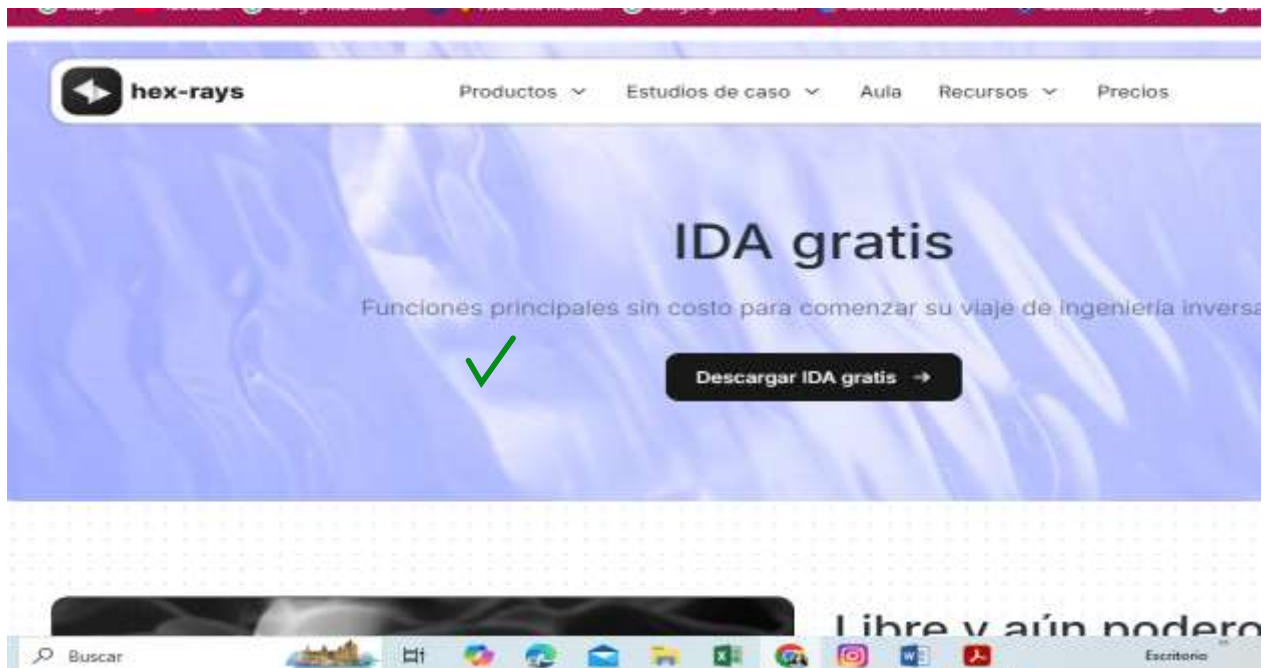 hex-rays
Productos Estudios de caso Aula Recursos Precios
IDA gratis
Funciones principales sin costo para comenzar su viaje de ingeniería inversa
Descargar IDA gratis →
Libre y aún podero
Buscar
Escritorio